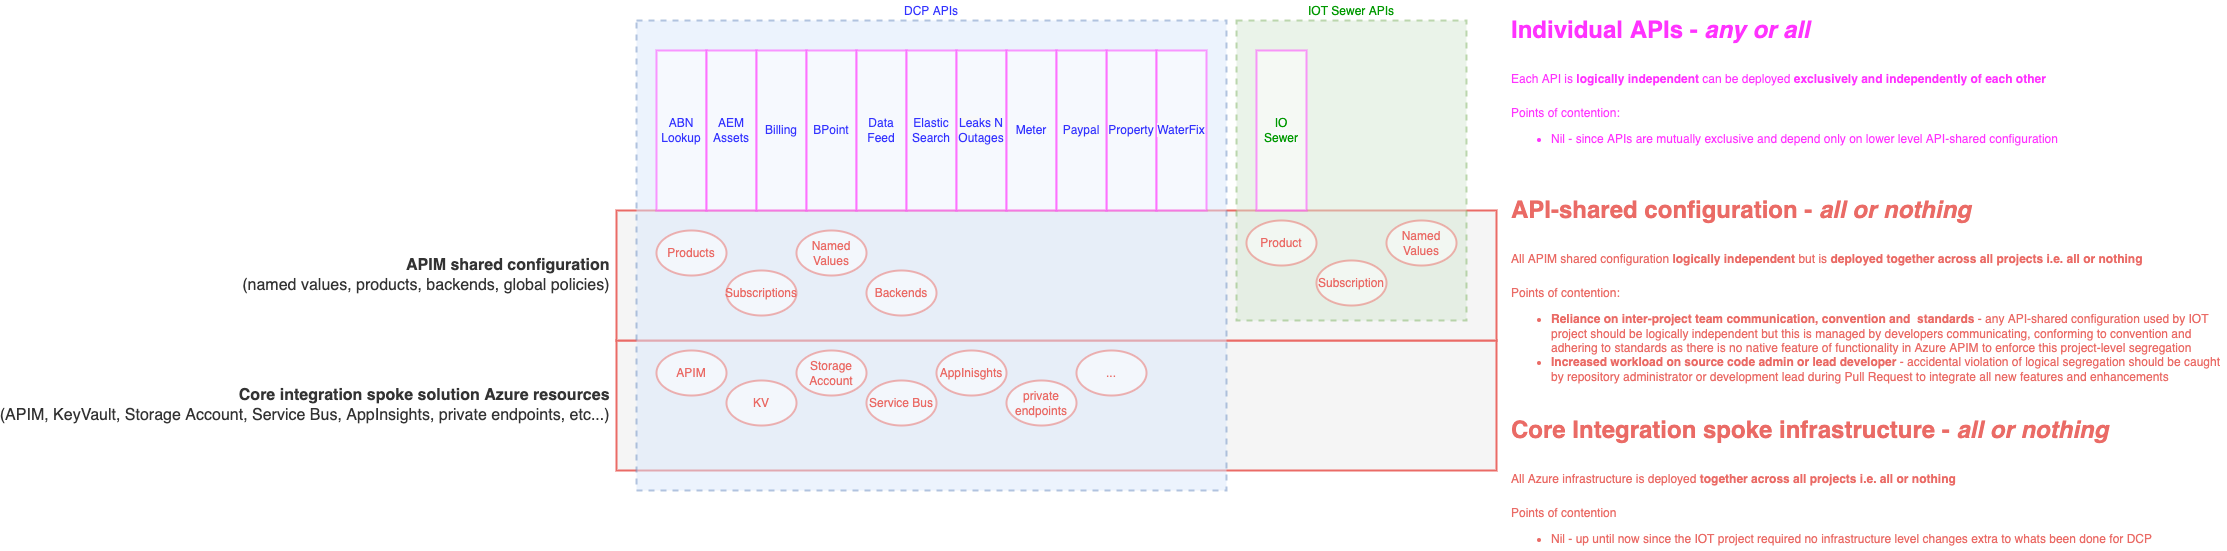 DCP APIs
IOT Sewer APIs
Individual APIs - any or all
Each API is logically independent can be deployed exclusively and independently of each other
Points of contention:
• Nil - since APIs are mutually exclusive and depend only on lower level API-shared configuration
ABN
Lookup
AEM
Assets
Billing
BPoint
Data
Feed
Elastic
Search
Leaks N
Outages
Meter
Paypal
Property
WaterFix
IO
Sewer
API-shared configuration - all or nothing
All APIM shared configuration logically independent but is deployed together across all projects i.e. all or nothing
Points of contention:
• Reliance on inter-project team communication, convention and  standards - any API-shared configuration used by IOT
project should be logically independent but this is managed by developers communicating, conforming to convention and
adhering to standards as there is no native feature of functionality in Azure APIM to enforce this project-level segregation
• Increased workload on source code admin or lead developer - accidental violation of logical segregation should be caught
by repository administrator or development lead during Pull Request to integrate all new features and enhancements
APIM shared configuration
(named values, products, backends, global policies)
Products
Subscriptions
Named
Values
Backends
Product
Subscription
Named
Values
Core integration spoke solution Azure resources
(APIM, KeyVault, Storage Account, Service Bus, AppInsights, private endpoints, etc...)
APIM
KV
Storage
Account
Service Bus
AppInisghts
private
endpoints
...
Core Integration spoke infrastructure - all or nothing
All Azure infrastructure is deployed together across all projects i.e. all or nothing
Points of contention
• Nil - up until now since the IOT project required no infrastructure level changes extra to whats been done for DCP